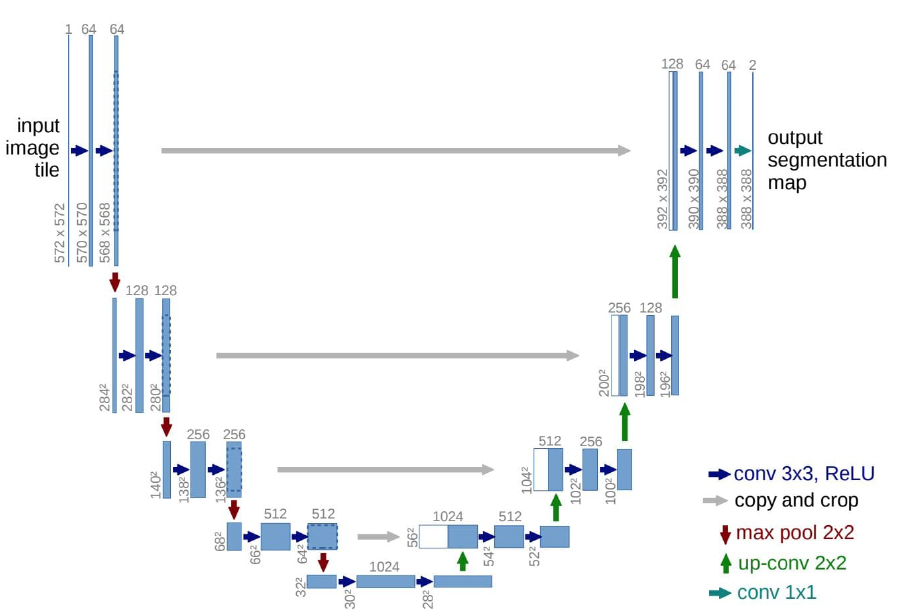 1 64 64
128 64 64 2
input
image
tile
output
segmentation
map
572 x 572
570 x 570
568 x 568
392 x 392
390 x 390
388 x 388
388 x 388
128 128
256 128
284²
282²
280²
200²
198²
196²
256 256
512 256
140²
138²
136²
104²
102²
100²
512 512
1024 512
68²
66²
64²
56²
54²
52²
1024
32²
30²
28²
conv 3x3, ReLU
copy and crop
max pool 2x2
up-conv 2x2
conv 1x1